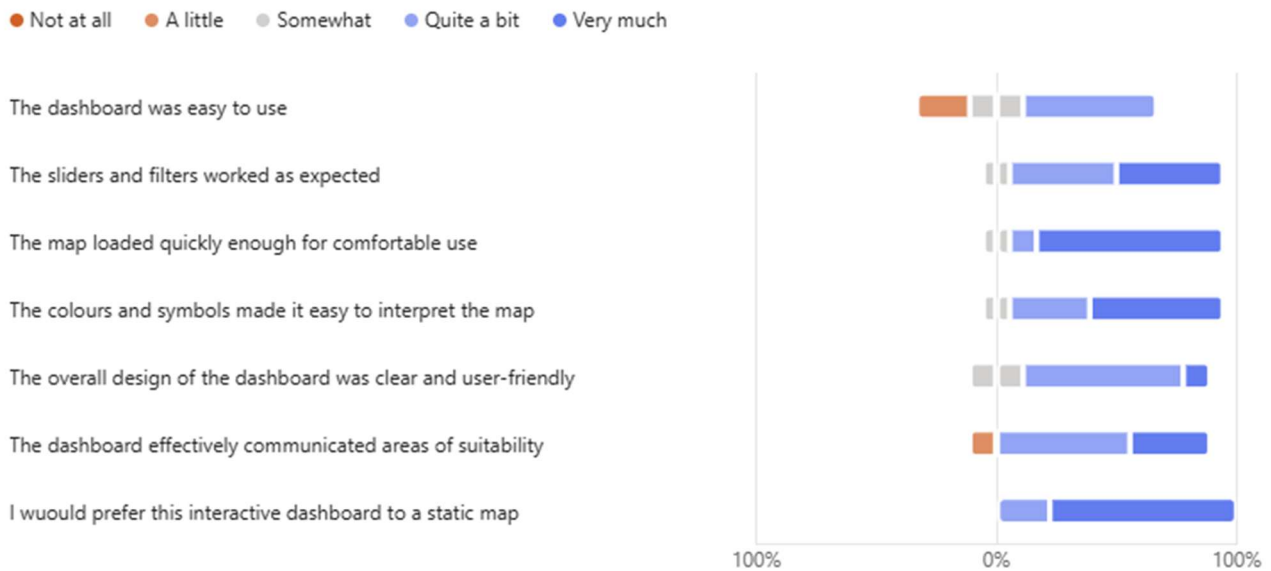 Not at all A little Somewhat Quite a bit Very much
The dashboard was easy to use
The sliders and filters worked as expected
The map loaded quickly enough for comfortable use
The colours and symbols made it easy to interpret the map
The overall design of the dashboard was clear and user-friendly
The dashboard effectively communicated areas of suitability
I wuould prefer this interactive dashboard to a static map
100% 0% 100%